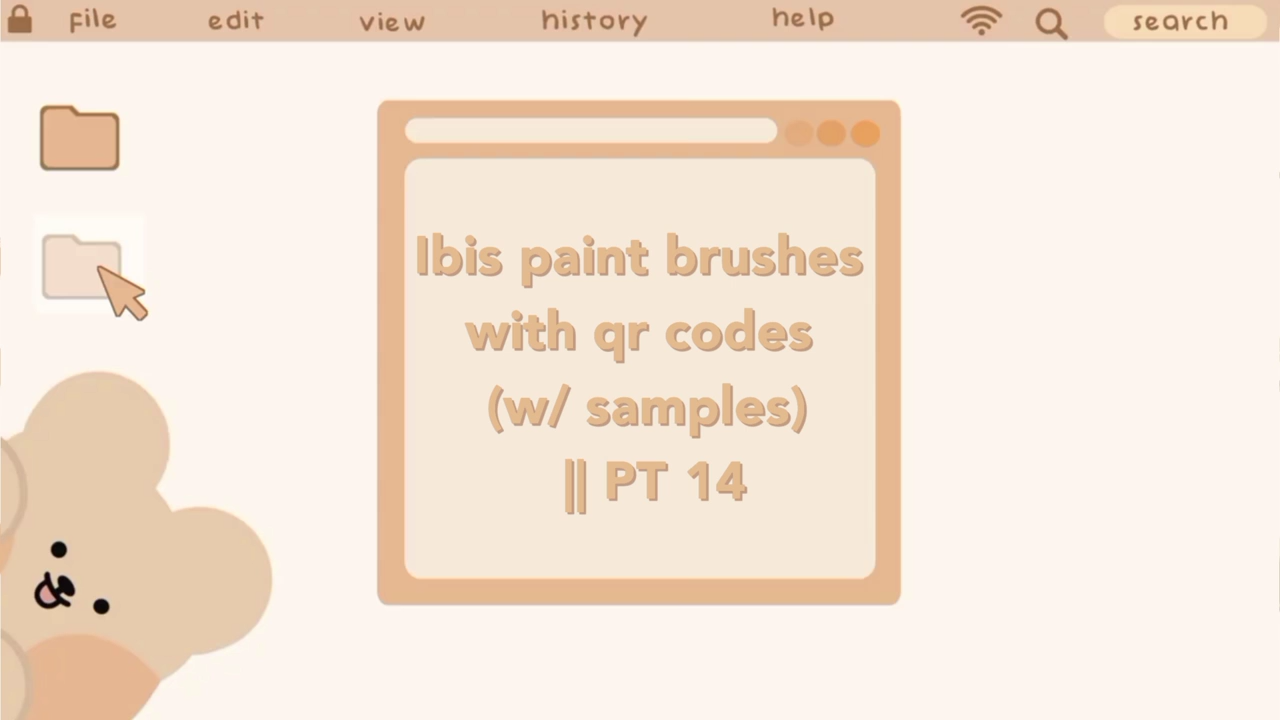 file edit view history help search
Ibis paint brushes
with qr codes
(w/ samples)
|| PT 14